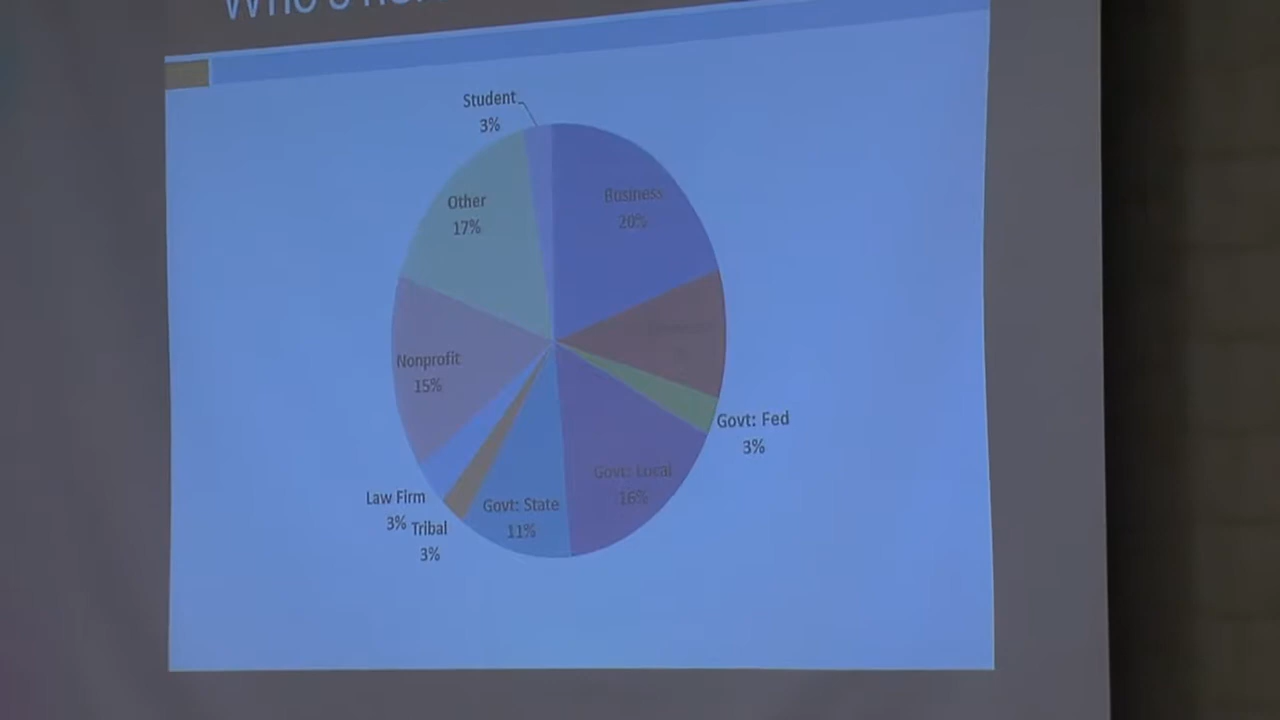 Who's
Student
3%
Business
20%
Other
17%
Govt: Fed
3%
Nonprofit
15%
Govt: Local
16%
Govt: State
11%
Law Firm
3%
Tribal
3%